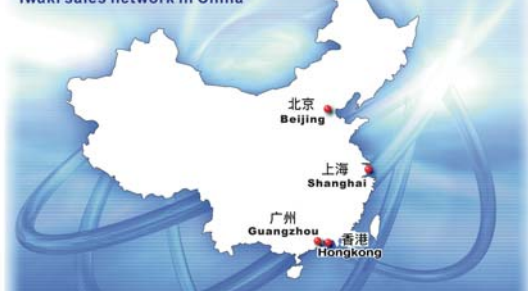 Iwaki sales network in China
北京
Beijing
上海
Shanghai
广州
Guangzhou
香港
Hongkong